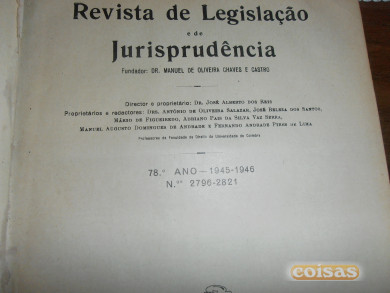 Revista de Legislação
e de
Jurisprudência
Fundador: DR. MANUEL DE OLIVEIRA CHAVES E CASTRO
Director e proprietário: DR. JOSÉ ALBERTO DOS REIS
Proprietários e redactores: DRS. ANTÓNIO DE OLIVEIRA SALAZAR, JOSÉ BELEZA DOS SANTOS,
MÁRIO DE FIGUEIREDO, ADRIANO PAIS DA SILVA VAZ SERRA,
MANUEL AUGUSTO DOMINGUES DE ANDRADE E FERNANDO ANDRADE PIRES DE LIMA
Professores da Faculdade de Direito da Universidade de Coimbra
78.º ANO — 1945-1946
N.os 2796-2821
coisas